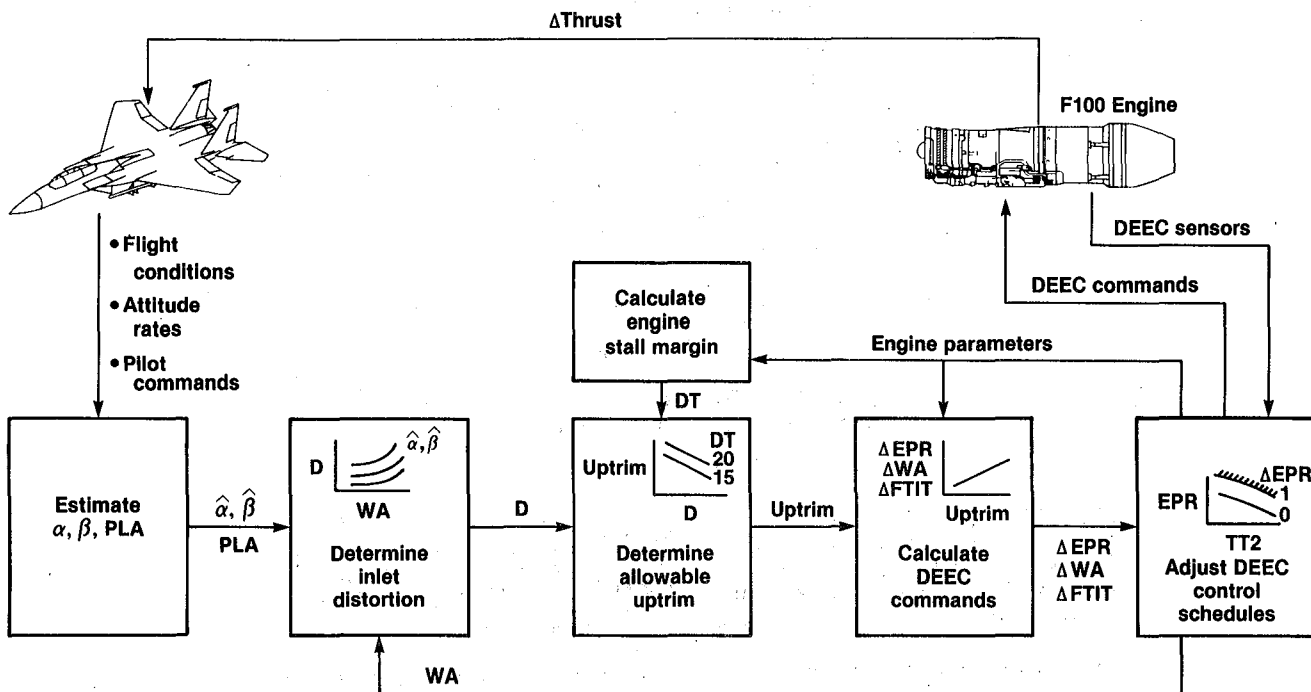 ΔThrust
F100 Engine
DEEC sensors
DEEC commands
• Flight
conditions
• Attitude
rates
• Pilot
commands
Calculate
engine
stall margin
Engine parameters
DT
Estimate
α, β, PLA
α̂, β̂
PLA
D
α̂, β̂
WA
Determine
inlet
distortion
D
Uptrim
DT
20
15
D
Determine
allowable
uptrim
Uptrim
ΔEPR
ΔWA
ΔFTIT
Uptrim
Calculate
DEEC
commands
ΔEPR
ΔWA
ΔFTIT
EPR
ΔEPR
1
0
TT2
Adjust DEEC
control
schedules
WA